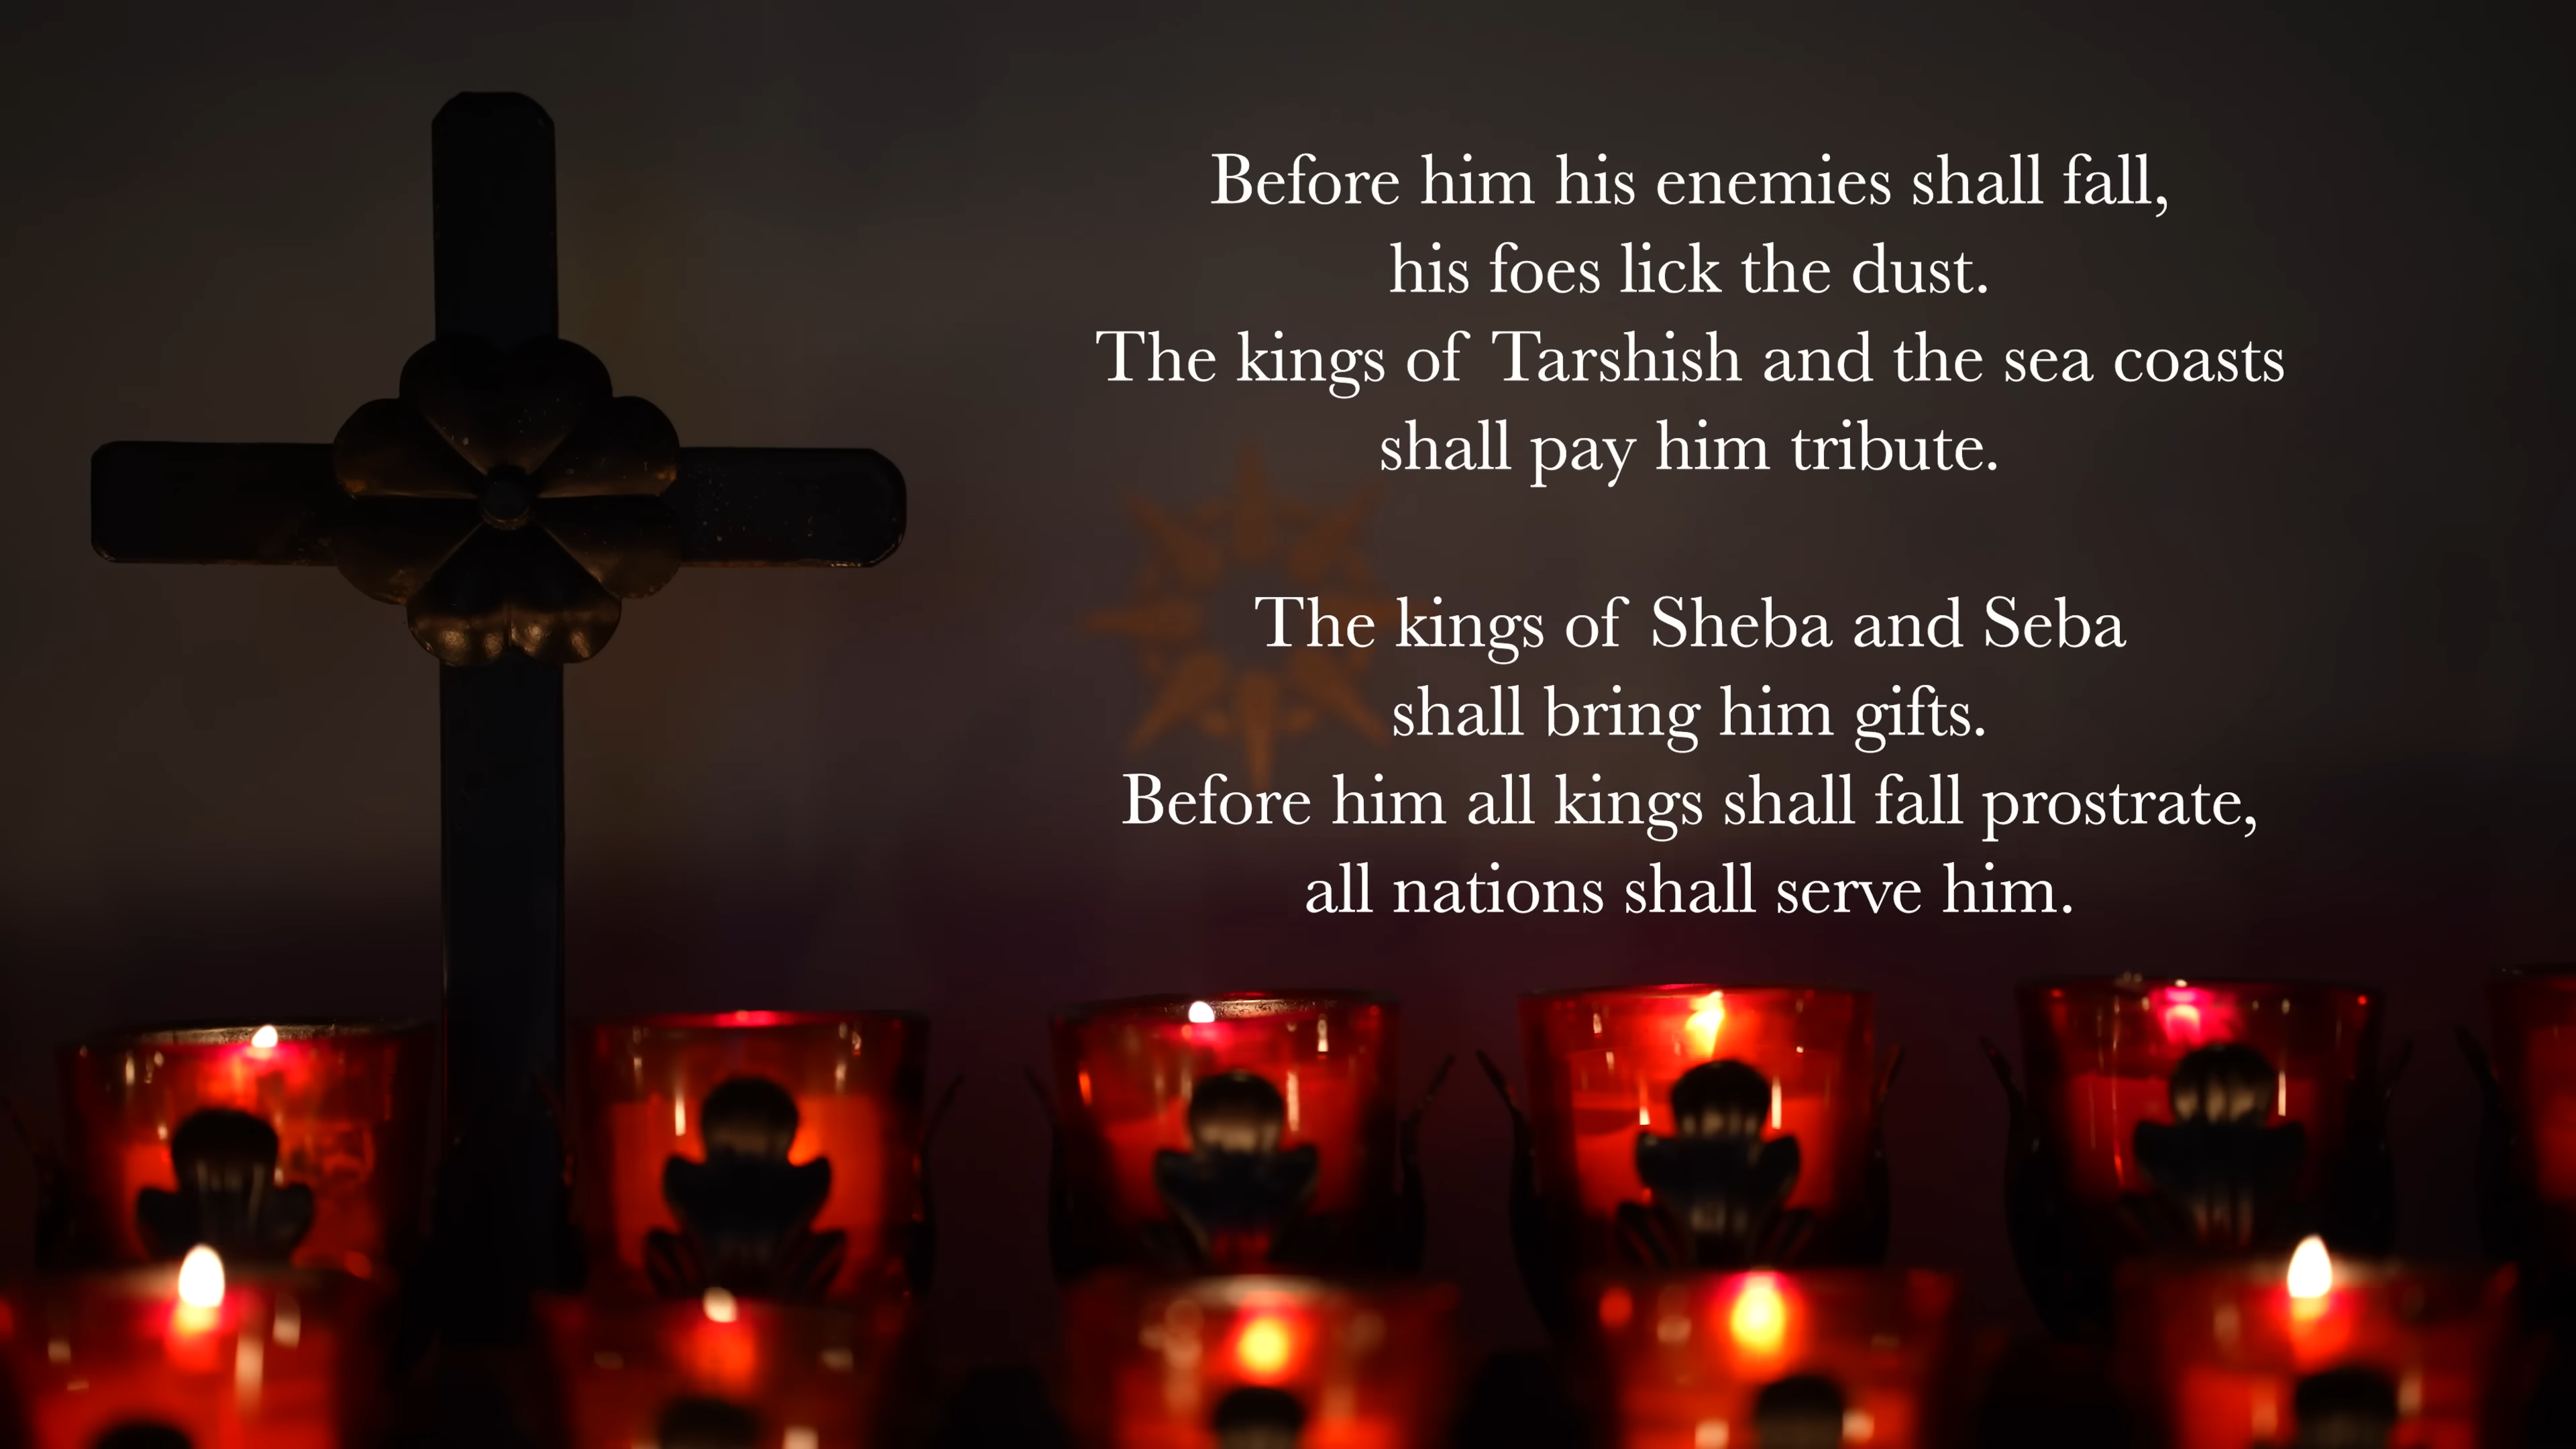 Before him his enemies shall fall,
his foes lick the dust.
The kings of Tarshish and the sea coasts
shall pay him tribute.
The kings of Sheba and Seba
shall bring him gifts.
Before him all kings shall fall prostrate,
all nations shall serve him.